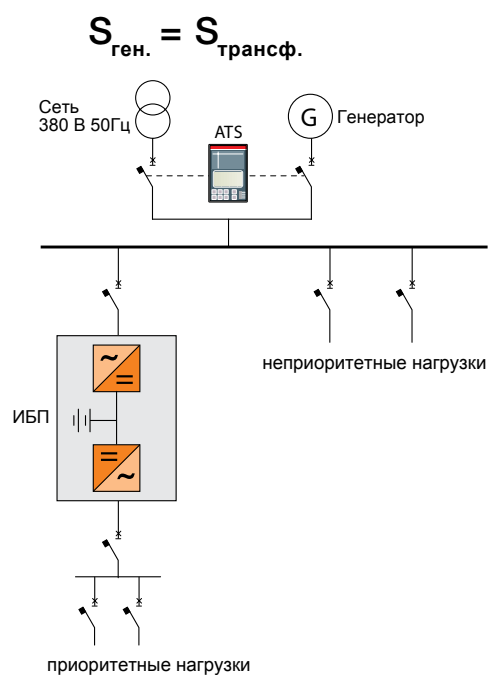 Sген. = Sтрансф.
Сеть
380 В 50Гц
ATS
G
Генератор
неприоритетные нагрузки
ИБП
приоритетные нагрузки